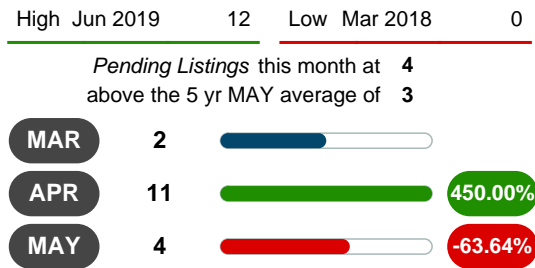 High Jun 2019 12 Low Mar 2018 0
Pending Listings this month at 4
above the 5 yr MAY average of 3
MAR 2
APR 11 450.00%
MAY 4 -63.64%